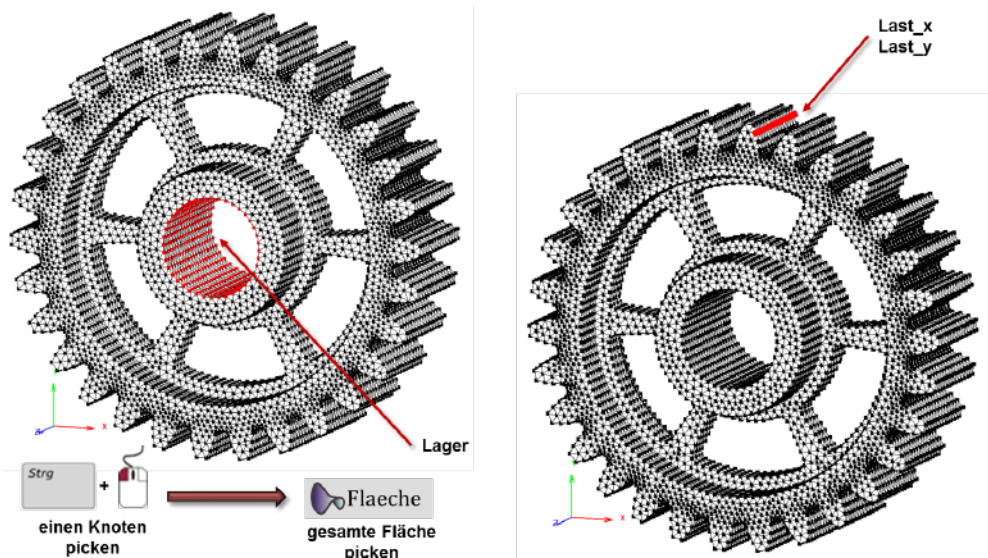 Last_x
Last_y
Lager
x
x
Strg
+
Flaeche
einen Knoten
picken
gesamte Fläche
picken